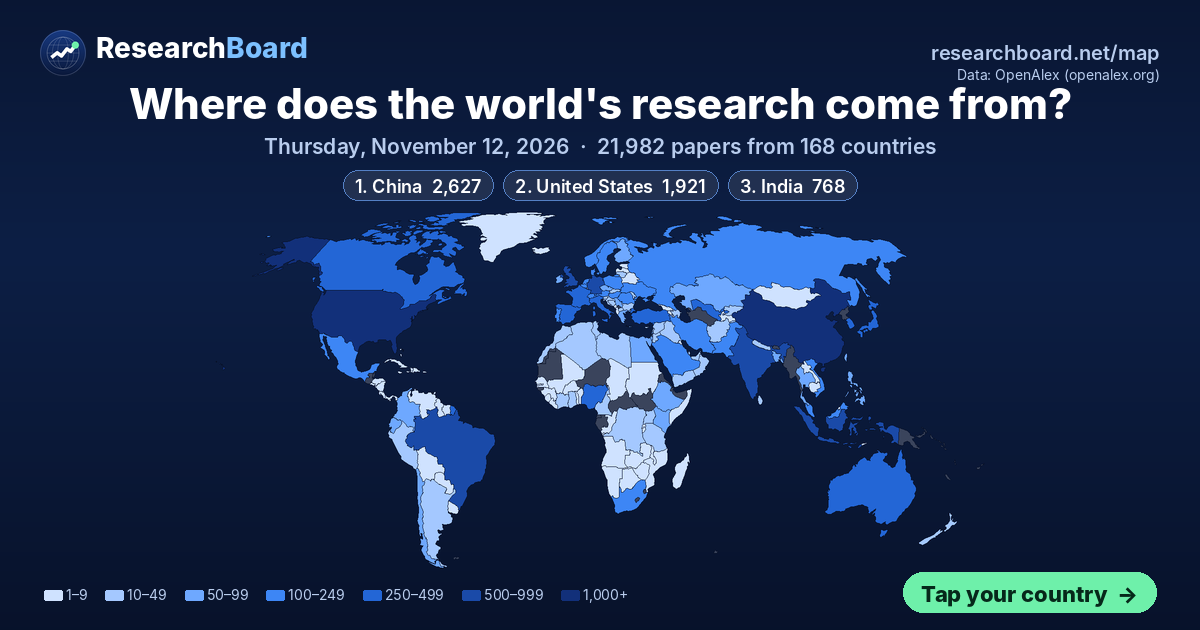 ResearchBoard
researchboard.net/map
Data: OpenAlex (openalex.org)
Where does the world's research come from?
Thursday, November 12, 2026 · 21,982 papers from 168 countries
1. China 2,627 2. United States 1,921 3. India 768
1–9 10–49 50–99 100–249 250–499 500–999 1,000+
Tap your country →